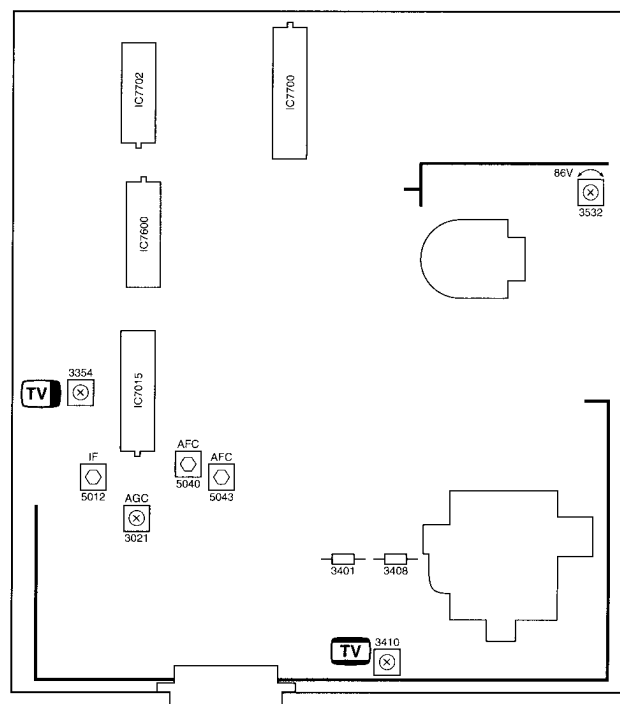 IC7702
IC7700
86V
3532
IC7600
3354
TV
IC7015
IF
5012
AFC
5040
AFC
5043
AGC
3021
3401
3408
TV
3410